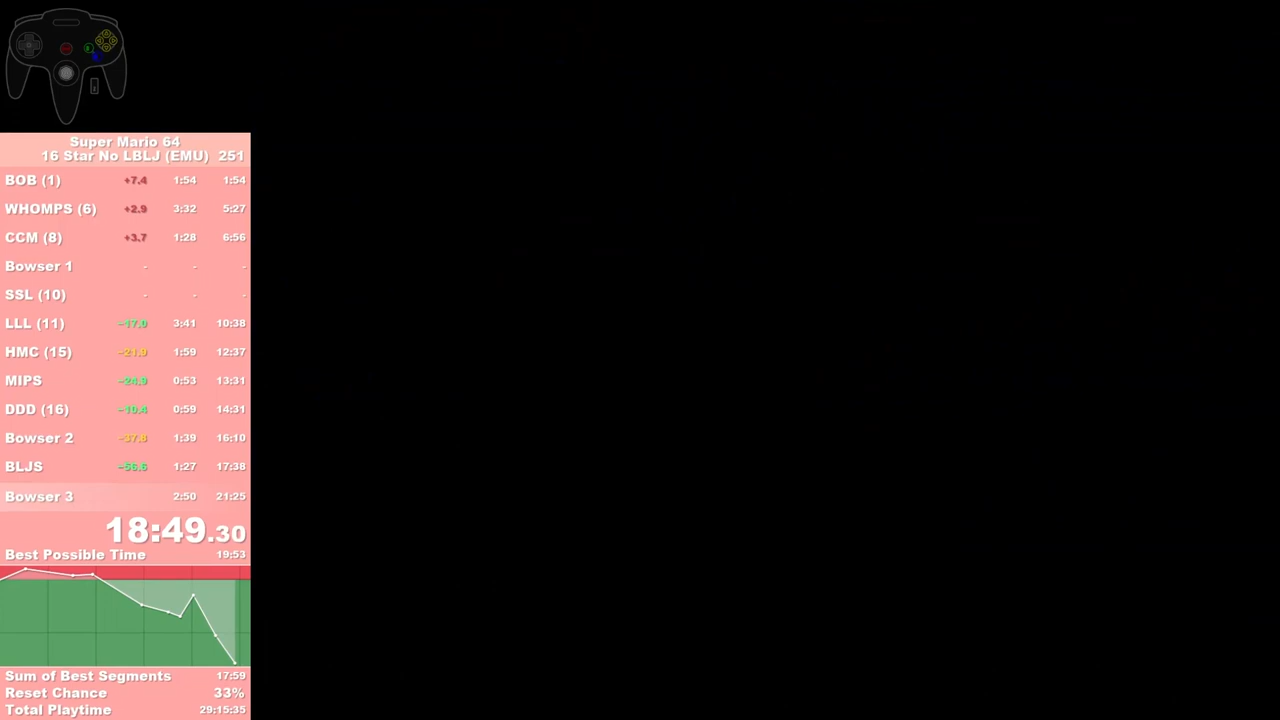 Super Mario 64
16 Star No LBLJ (EMU) 251
BOB (1) +7.4 1:54 1:54
WHOMPS (6) +2.9 3:32 5:27
CCM (8) +3.7 1:28 6:56
Bowser 1 - - -
SSL (10) - - -
LLL (11) −17.0 3:41 10:38
HMC (15) −21.9 1:59 12:37
MIPS −24.9 0:53 13:31
DDD (16) −10.4 0:59 14:31
Bowser 2 −37.8 1:39 16:10
BLJS −56.6 1:27 17:38
Bowser 3 2:50 21:25
18:49.30
Best Possible Time 19:53
Sum of Best Segments 17:59
Reset Chance 33%
Total Playtime 29:15:35